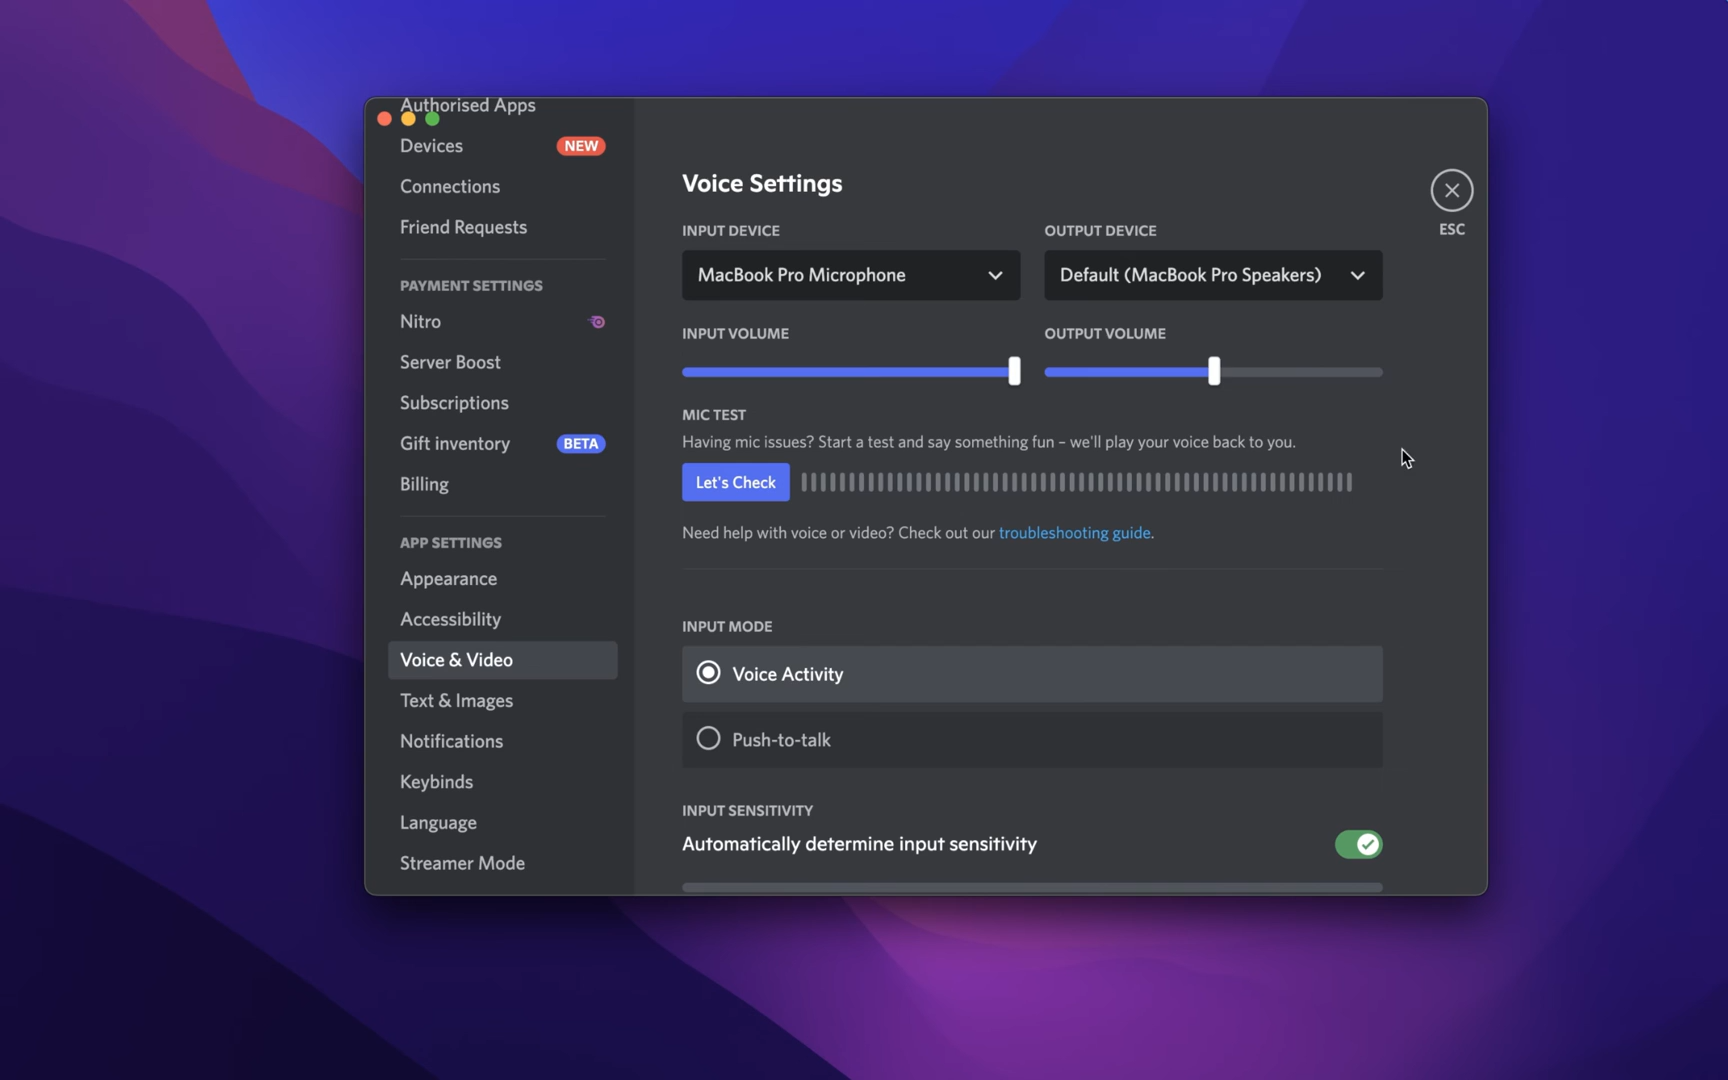 Authorised Apps
Devices NEW
Connections
Friend Requests
PAYMENT SETTINGS
Nitro
Server Boost
Subscriptions
Gift inventory BETA
Billing
APP SETTINGS
Appearance
Accessibility
Voice & Video
Text & Images
Notifications
Keybinds
Language
Streamer Mode
Voice Settings
INPUT DEVICE
MacBook Pro Microphone
OUTPUT DEVICE
Default (MacBook Pro Speakers)
INPUT VOLUME
OUTPUT VOLUME
MIC TEST
Having mic issues? Start a test and say something fun – we'll play your voice back to you.
Let's Check
Need help with voice or video? Check out our troubleshooting guide.
INPUT MODE
Voice Activity
Push-to-talk
INPUT SENSITIVITY
Automatically determine input sensitivity
ESC